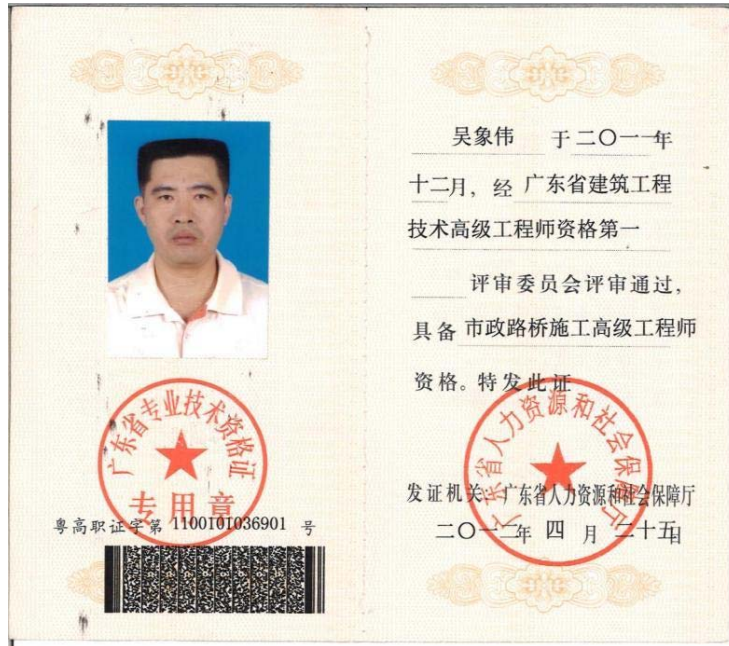 广东省专业技术资格证
专用章
粤高职证字第 1100101036901 号
吴象伟 于二〇一一年
十二月，经 广东省建筑工程
技术高级工程师资格第一
评审委员会评审通过，
具备 市政路桥施工高级工程师
资格。特发此证
广东省人力资源和社会保障厅
发证机关：广东省人力资源和社会保障厅
二〇一二年 四 月 二十五日